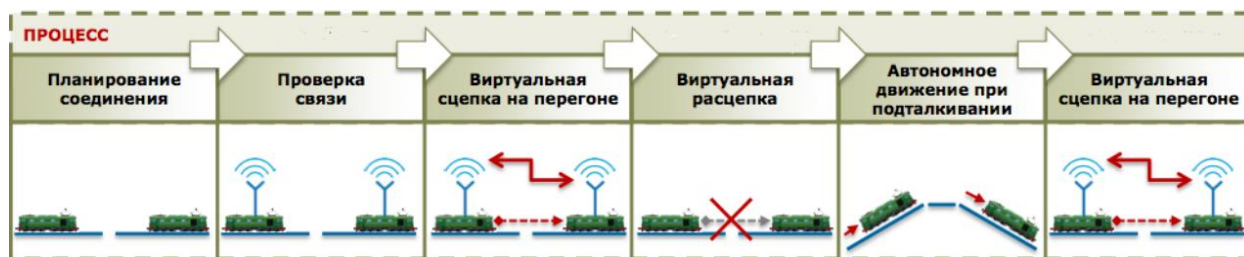 ПРОЦЕСС
Планирование
соединения
Проверка
связи
Виртуальная
сцепка на перегоне
Виртуальная
расцепка
Автономное
движение при
подталкивании
Виртуальная
сцепка на перегоне